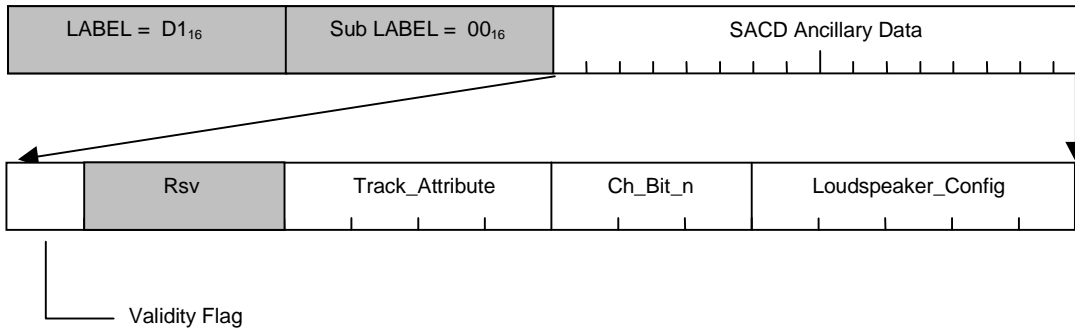 LABEL = D1₁₆ Sub LABEL = 00₁₆ SACD Ancillary Data
Rsv Track_Attribute Ch_Bit_n Loudspeaker_Config
Validity Flag